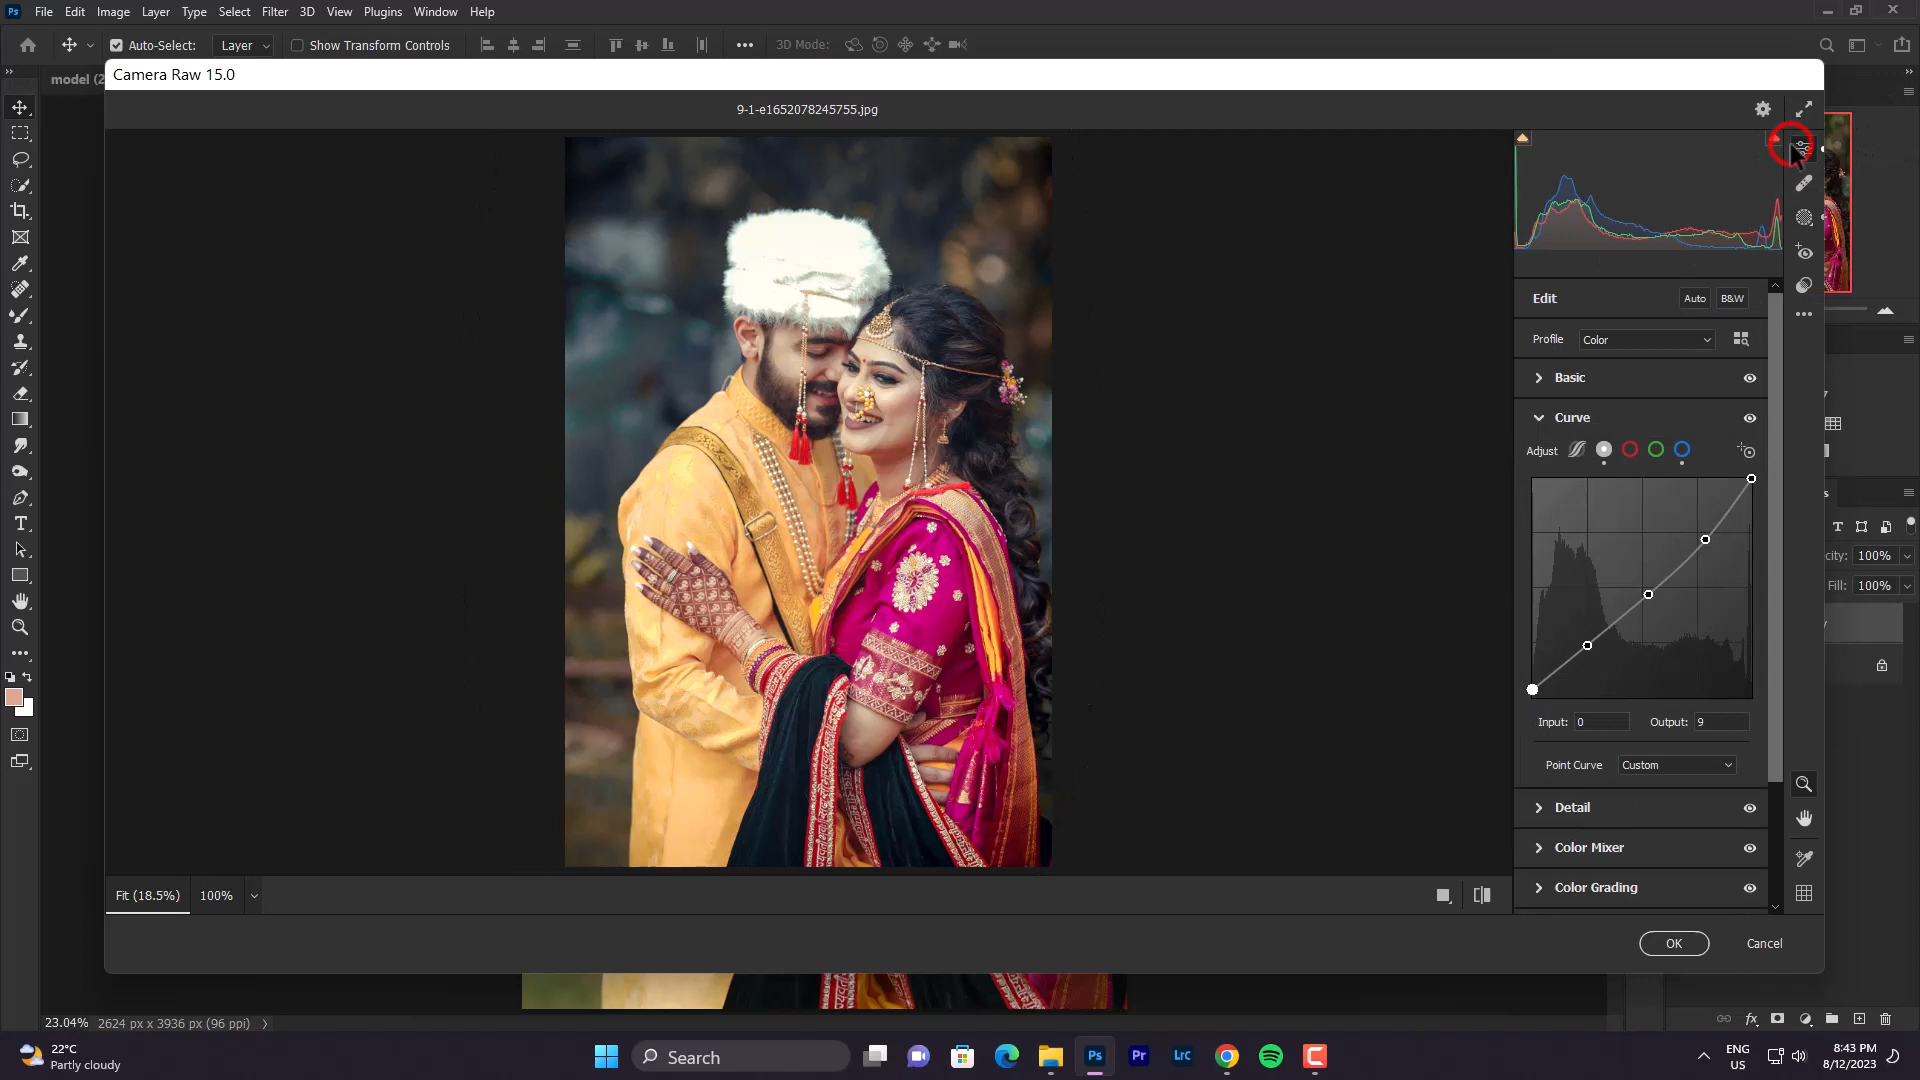 Ps File Edit Image Layer Type Select Filter 3D View Plugins Window Help
Auto-Select: Layer Show Transform Controls 3D Mode:
model (2
Camera Raw 15.0
9-1-e1652078245755.jpg
Edit Auto B&W
Profile Color
Basic
Curve
Adjust
Input: 0 Output: 9
Point Curve Custom
Detail
Color Mixer
Color Grading
Fit (18.5%) 100%
OK Cancel
city: 100%
Fill: 100%
23.04% 2624 px x 3936 px (96 ppi)
22°C
Partly cloudy
Search
Ps Pr LrC
ENG
US
8:43 PM
8/12/2023